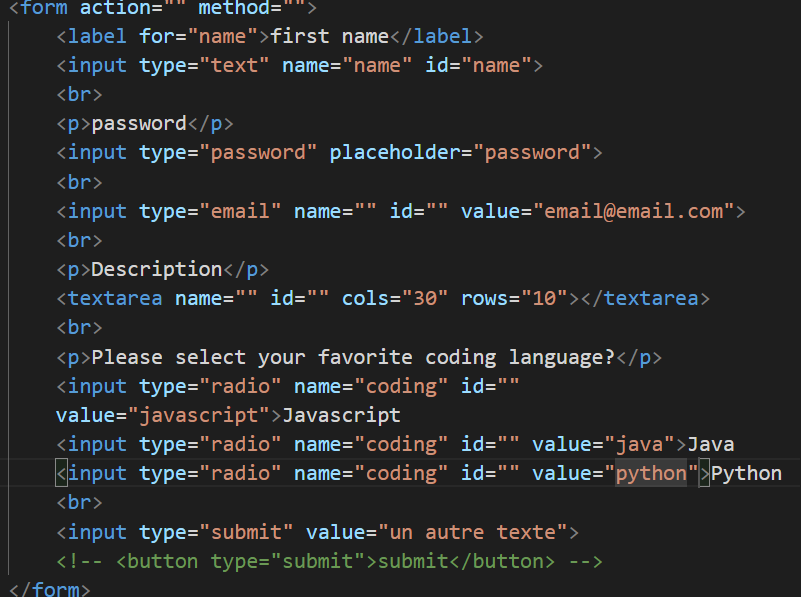 <form action="" method="">
<label for="name">first name</label>
<input type="text" name="name" id="name">
<br>
<p>password</p>
<input type="password" placeholder="password">
<br>
<input type="email" name="" id="" value="email@email.com">
<br>
<p>Description</p>
<textarea name="" id="" cols="30" rows="10"></textarea>
<br>
<p>Please select your favorite coding language?</p>
<input type="radio" name="coding" id=""
value="javascript">Javascript
<input type="radio" name="coding" id="" value="java">Java
<input type="radio" name="coding" id="" value="python">Python
<br>
<input type="submit" value="un autre texte">
<!-- <button type="submit">submit</button> -->
</form>